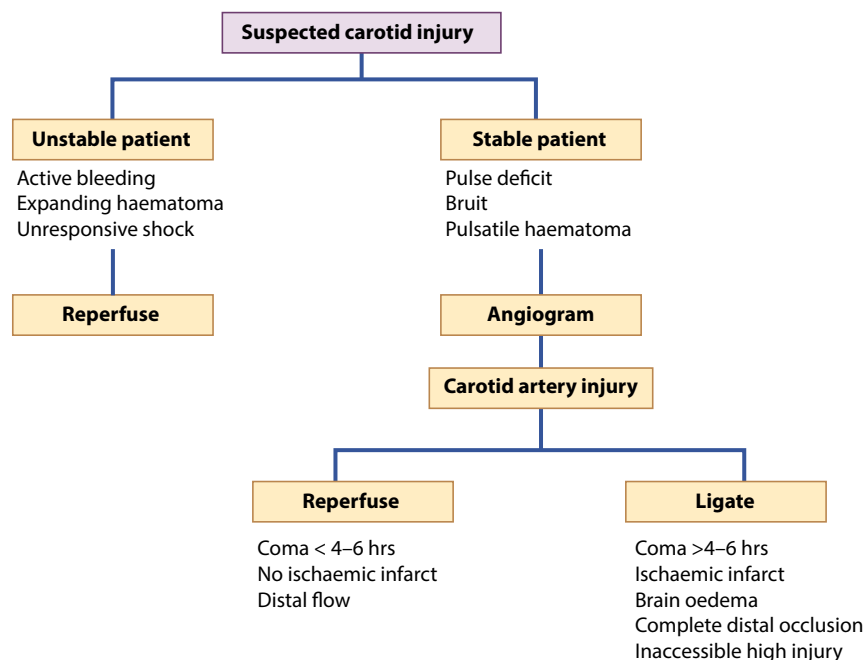 Suspected carotid injury
Unstable patient
Active bleeding
Expanding haematoma
Unresponsive shock
Reperfuse
Stable patient
Pulse deficit
Bruit
Pulsatile haematoma
Angiogram
Carotid artery injury
Reperfuse
Coma < 4–6 hrs
No ischaemic infarct
Distal flow
Ligate
Coma >4–6 hrs
Ischaemic infarct
Brain oedema
Complete distal occlusion
Inaccessible high injury